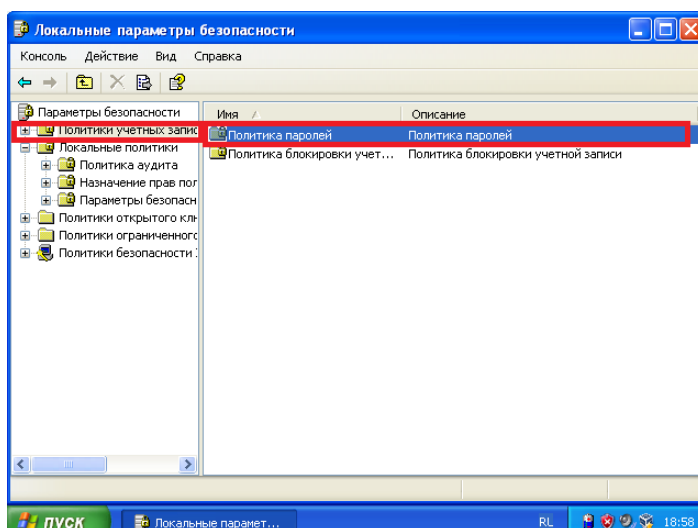 Локальные параметры безопасности
Консоль Действие Вид Справка
Параметры безопасности
Политики учетных запис
Локальные политики
Политика аудита
Назначение прав пол
Параметры безопасн
Политики открытого клн
Политики ограниченного
Политики безопасности
Имя Описание
Политика паролей Политика паролей
Политика блокировки учет... Политика блокировки учетной записи
пуск Локальные парамет... RL 18:58